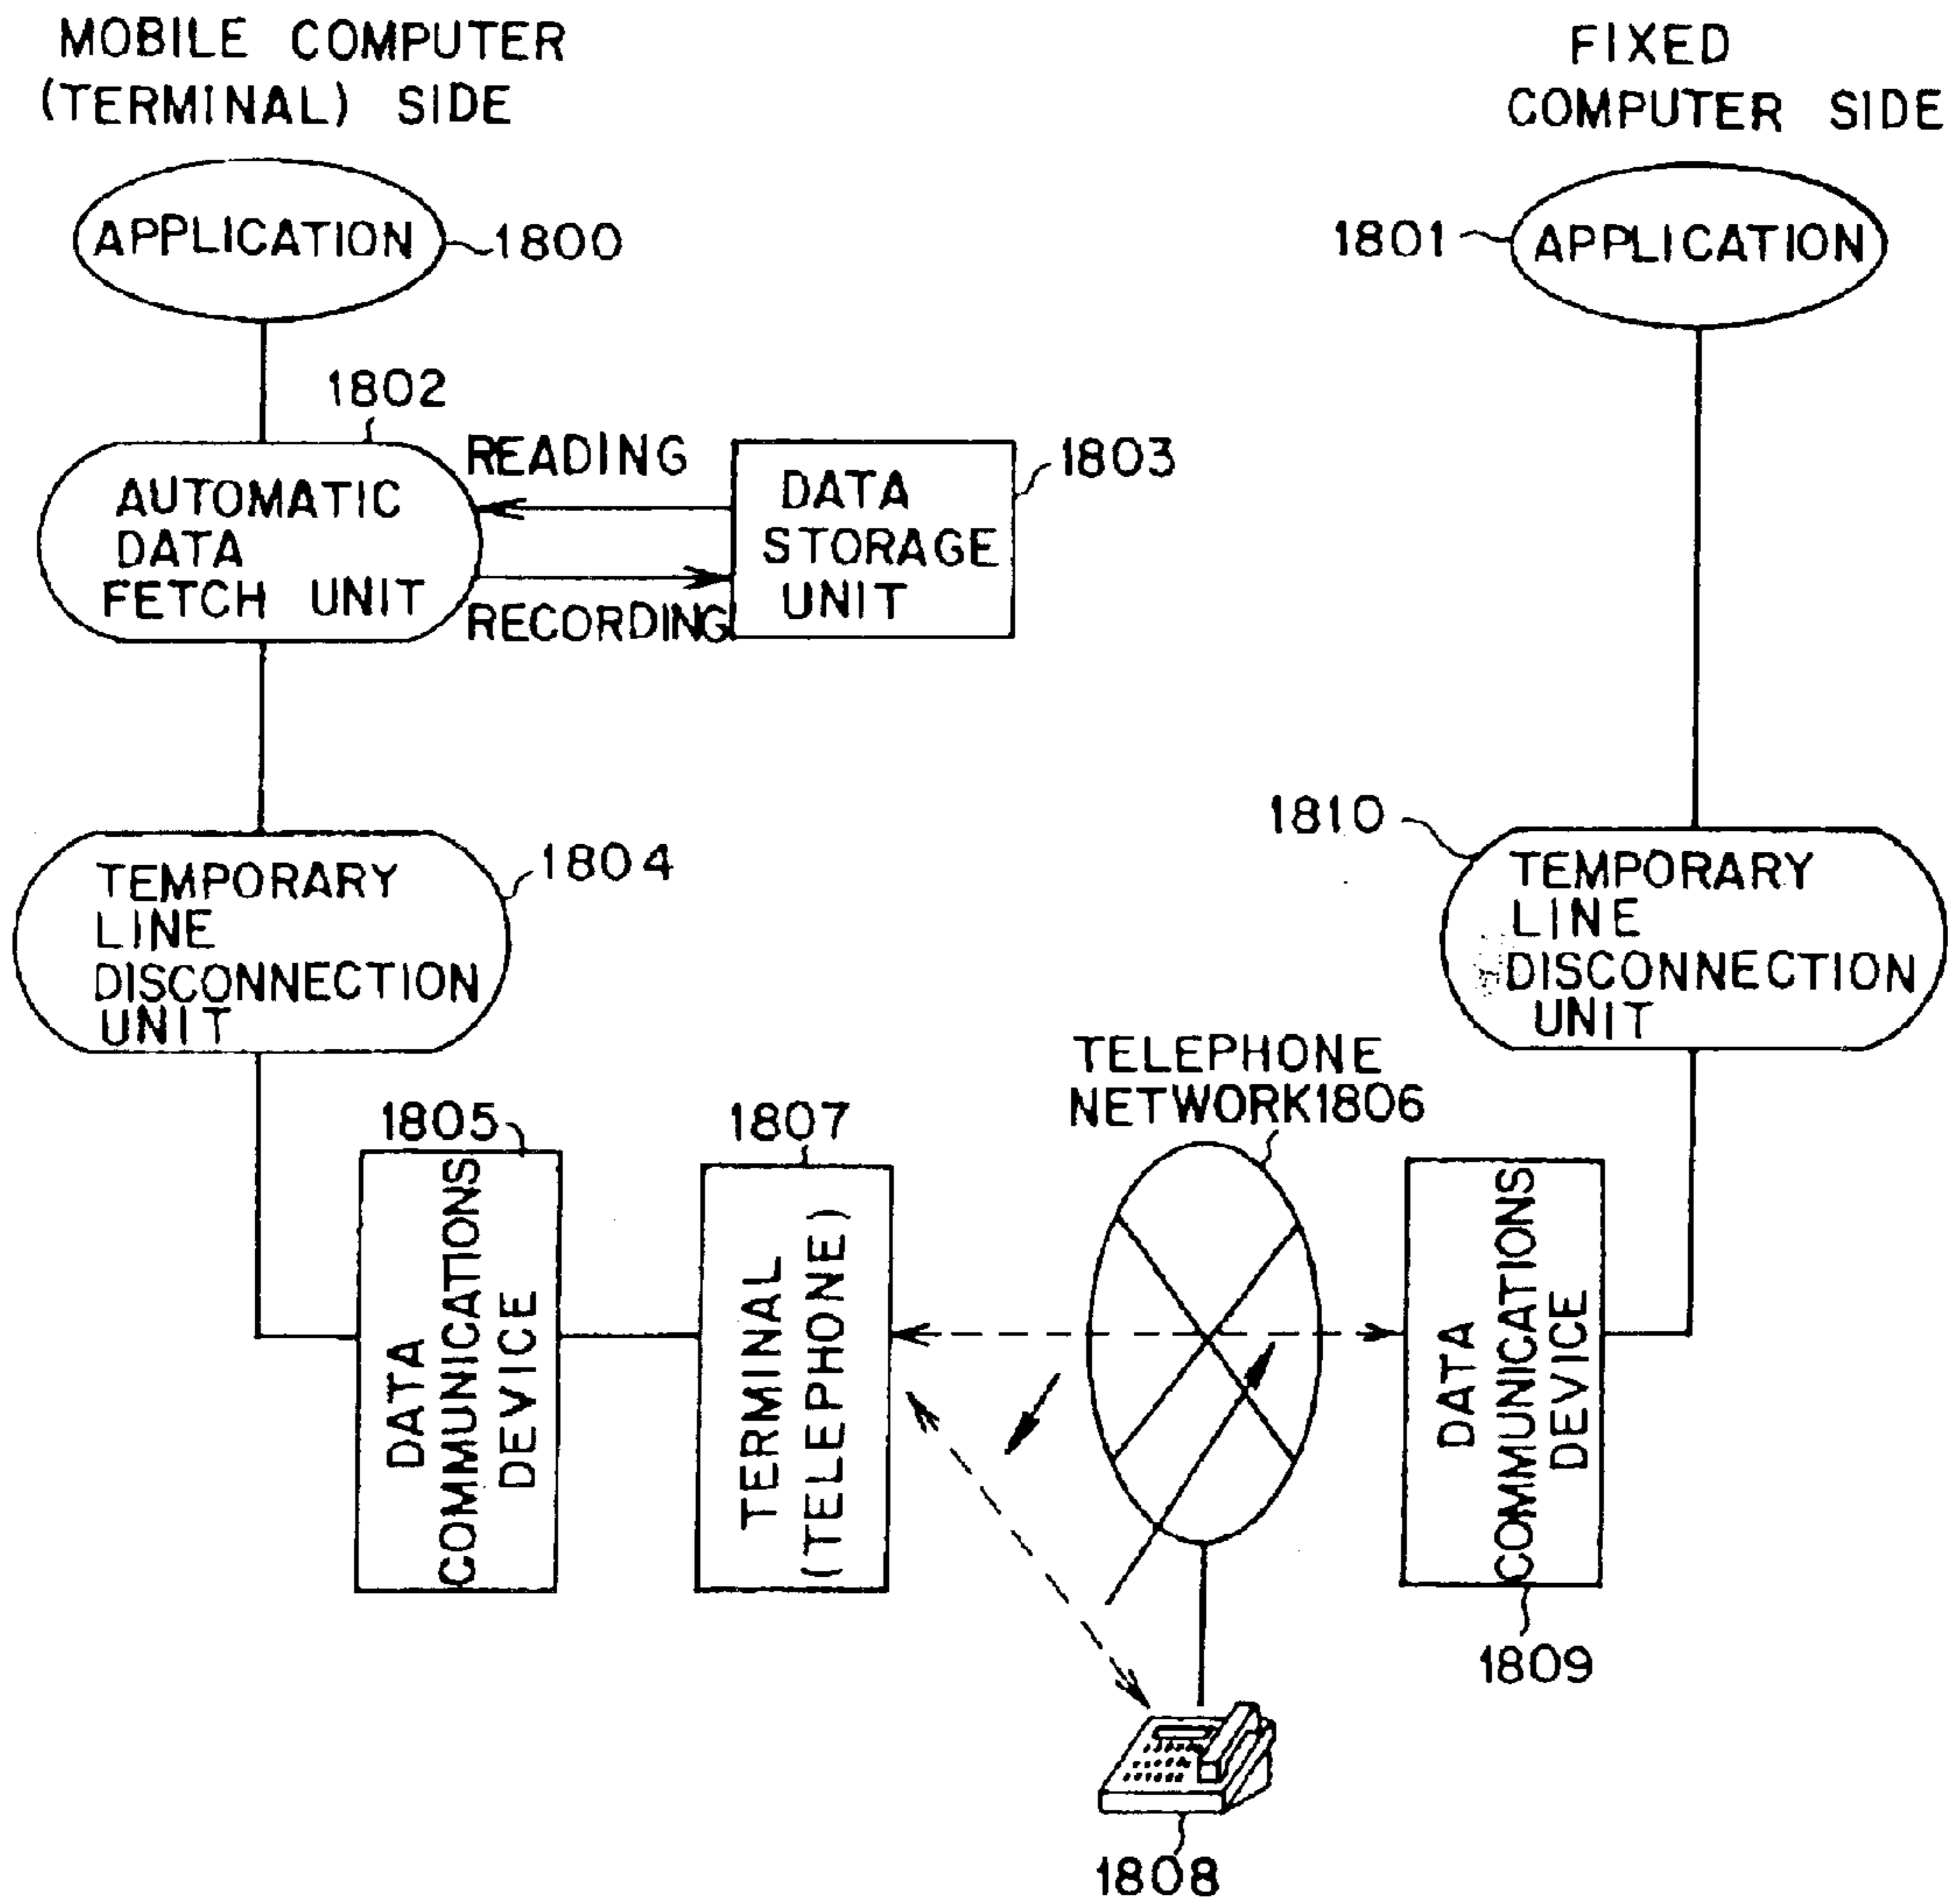 MOBILE COMPUTER
(TERMINAL) SIDE
FIXED
COMPUTER SIDE
APPLICATION
1800
1801
APPLICATION
1802
AUTOMATIC
DATA
FETCH UNIT
READING
RECORDING
DATA
STORAGE
UNIT
1803
TEMPORARY
LINE
DISCONNECTION
UNIT
1804
1810
TEMPORARY
LINE
DISCONNECTION
UNIT
1805
DATA
COMMUNICATIONS
DEVICE
1807
TERMINAL
(TELEPHONE)
TELEPHONE
NETWORK1806
DATA
COMMUNICATIONS
DEVICE
1809
1808